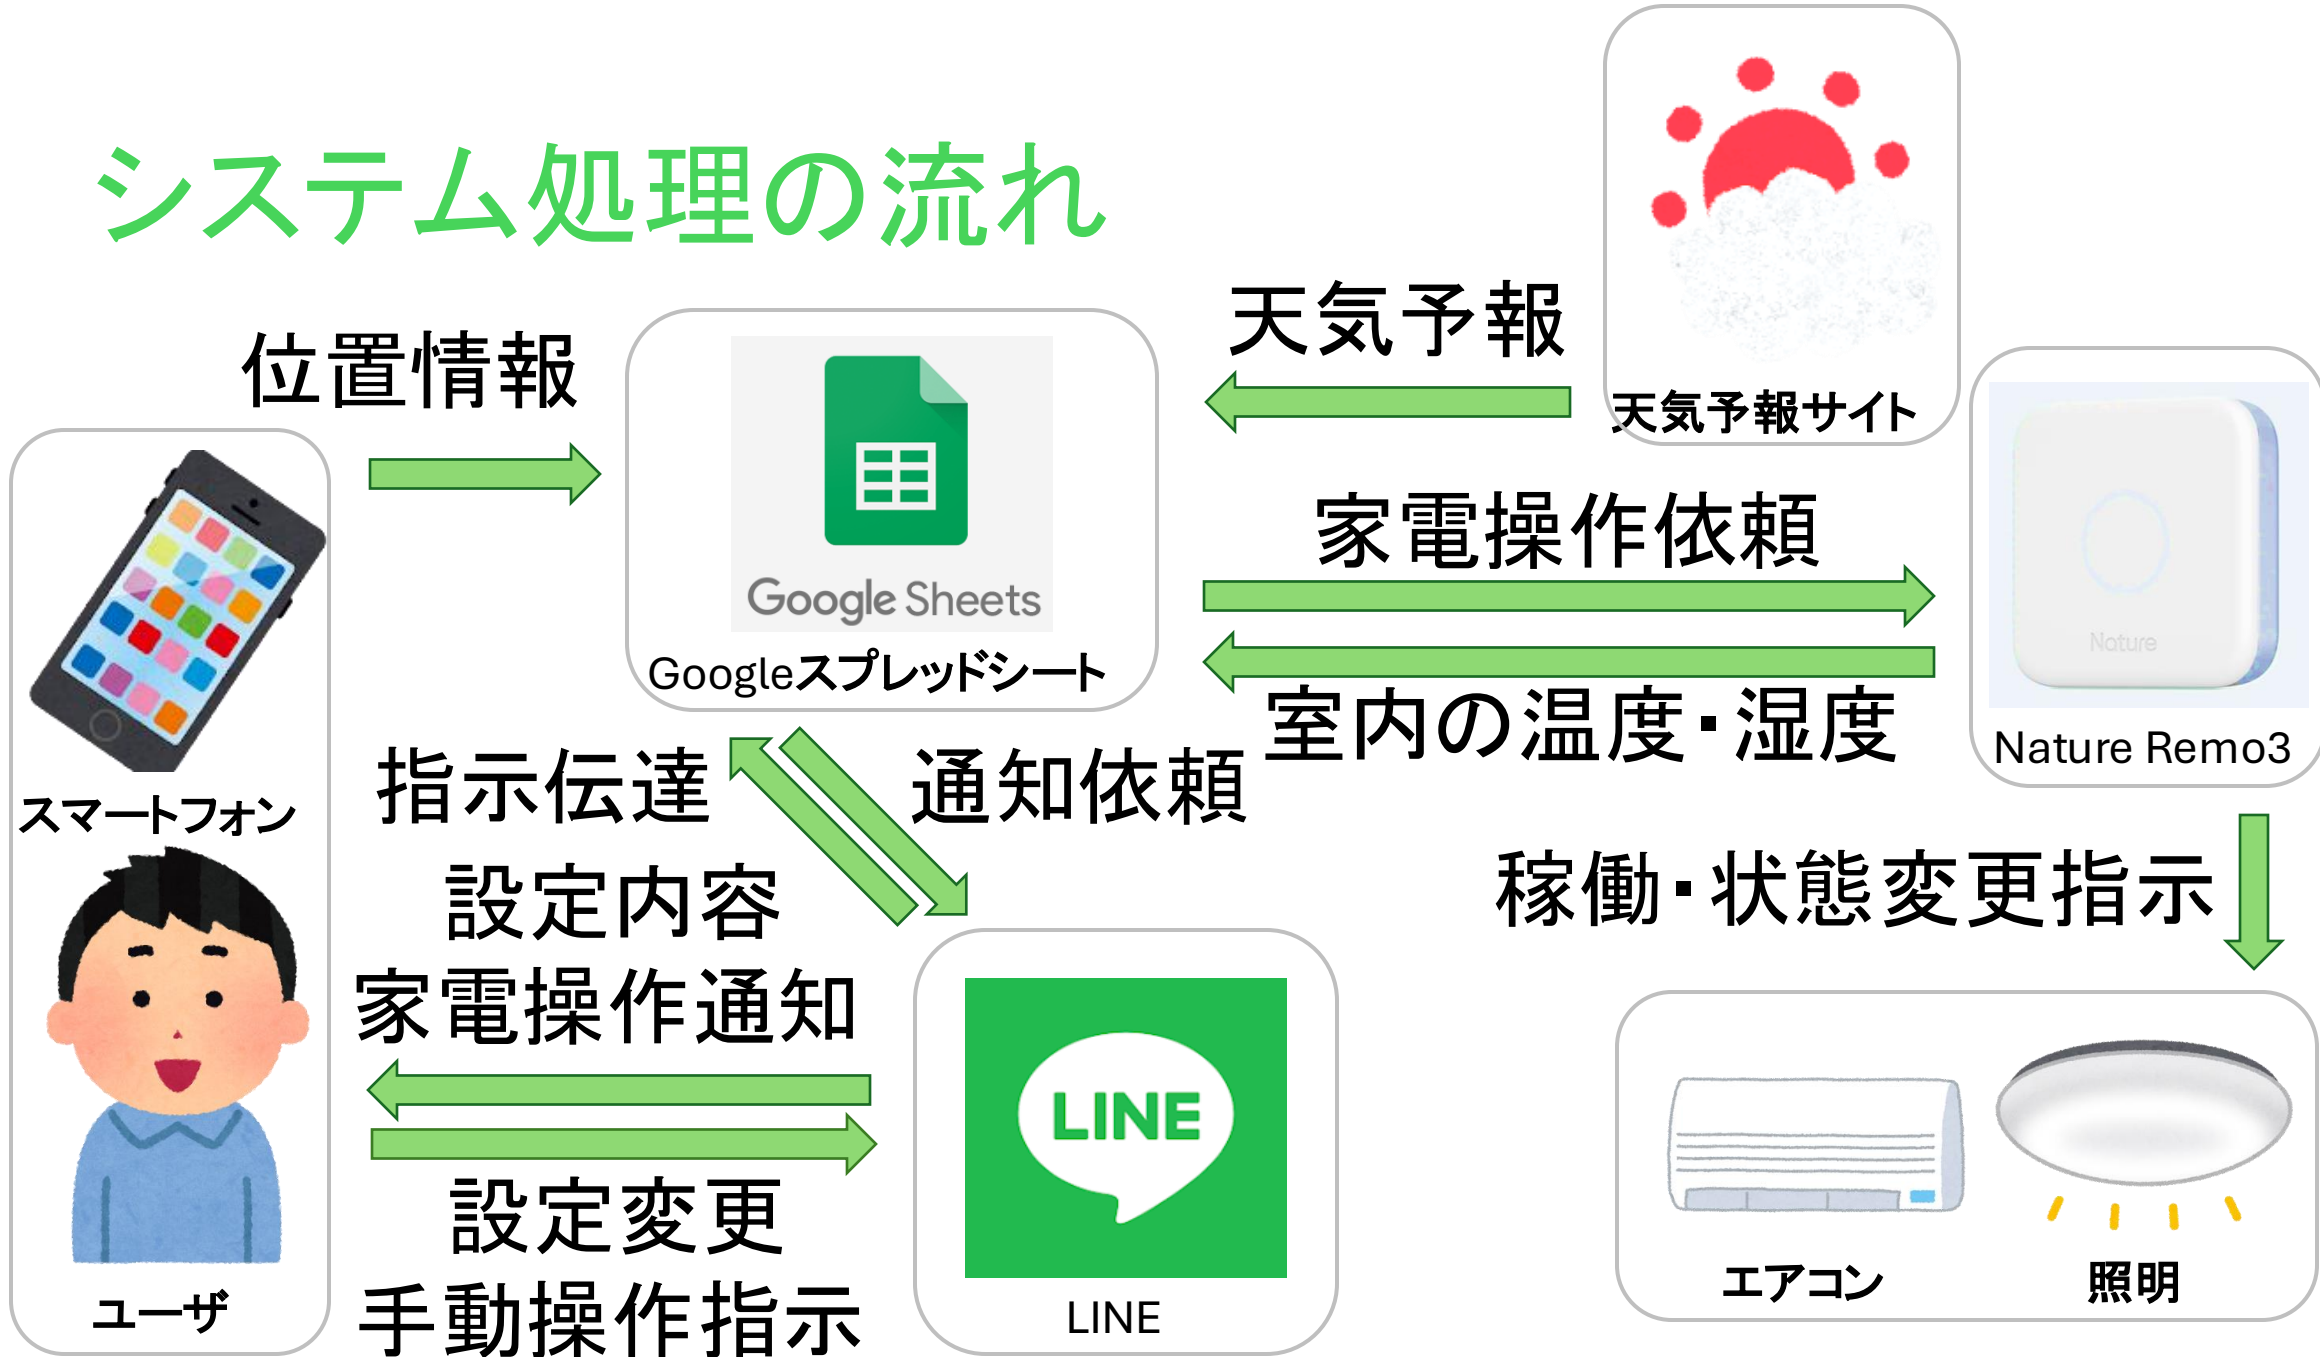 システム処理の流れ
天気予報サイト
位置情報
天気予報
Google Sheets
Googleスプレッドシート
家電操作依頼
室内の温度・湿度
Nature
Nature Remo3
スマートフォン
指示伝達
通知依頼
設定内容
家電操作通知
稼働・状態変更指示
設定変更
手動操作指示
ユーザ
LINE
LINE
エアコン
照明